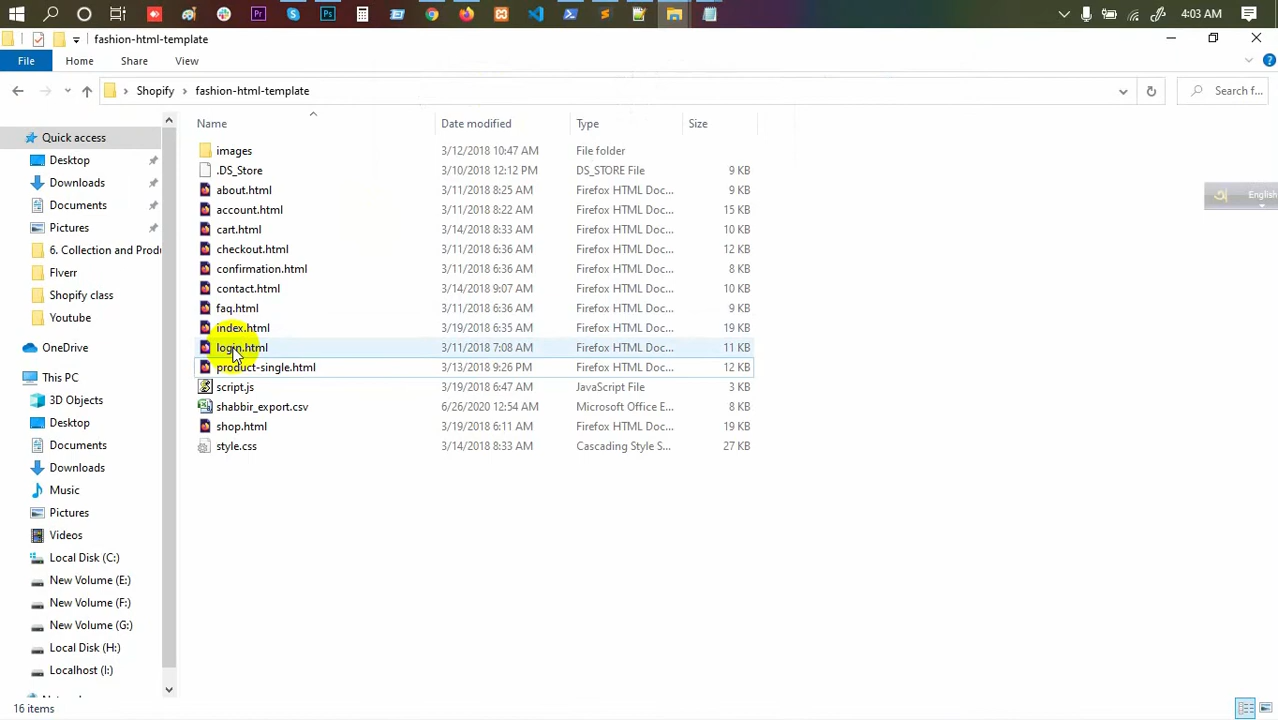 4:03 AM
fashion-html-template
File Home Share View
Shopify fashion-html-template Search f...
Name Date modified Type Size
Quick access
Desktop
Downloads
Documents
Pictures
6. Collection and Produ
FIverr
Shopify class
Youtube
OneDrive
This PC
3D Objects
Desktop
Documents
Downloads
Music
Pictures
Videos
Local Disk (C:)
New Volume (E:)
New Volume (F:)
New Volume (G:)
Local Disk (H:)
Localhost (I:)
images 3/12/2018 10:47 AM File folder
.DS_Store 3/10/2018 12:12 PM DS_STORE File 9 KB
about.html 3/11/2018 8:25 AM Firefox HTML Doc... 9 KB
account.html 3/11/2018 8:22 AM Firefox HTML Doc... 15 KB
cart.html 3/14/2018 8:33 AM Firefox HTML Doc... 10 KB
checkout.html 3/11/2018 6:36 AM Firefox HTML Doc... 12 KB
confirmation.html 3/11/2018 6:36 AM Firefox HTML Doc... 8 KB
contact.html 3/14/2018 9:07 AM Firefox HTML Doc... 10 KB
faq.html 3/11/2018 6:36 AM Firefox HTML Doc... 9 KB
index.html 3/19/2018 6:35 AM Firefox HTML Doc... 19 KB
login.html 3/11/2018 7:08 AM Firefox HTML Doc... 11 KB
product-single.html 3/13/2018 9:26 PM Firefox HTML Doc... 12 KB
script.js 3/19/2018 6:47 AM JavaScript File 3 KB
shabbir_export.csv 6/26/2020 12:54 AM Microsoft Office E... 8 KB
shop.html 3/19/2018 6:11 AM Firefox HTML Doc... 19 KB
style.css 3/14/2018 8:33 AM Cascading Style S... 27 KB
English
16 items